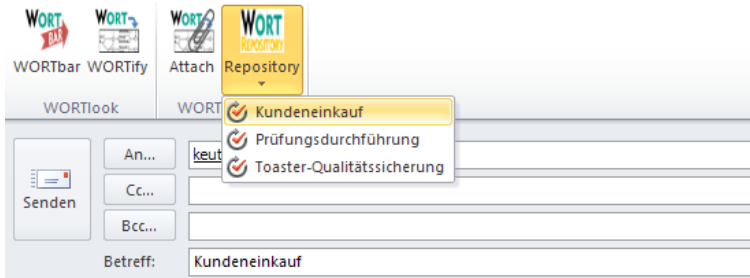 WORT
BAR
WORT
WORT
WORT
REPOSITORY
WORTbar WORTify Attach Repository
WORTlook WORT
Kundeneinkauf
Prüfungsdurchführung
Toaster-Qualitätssicherung
An... keut
Senden
Cc...
Bcc...
Betreff: Kundeneinkauf